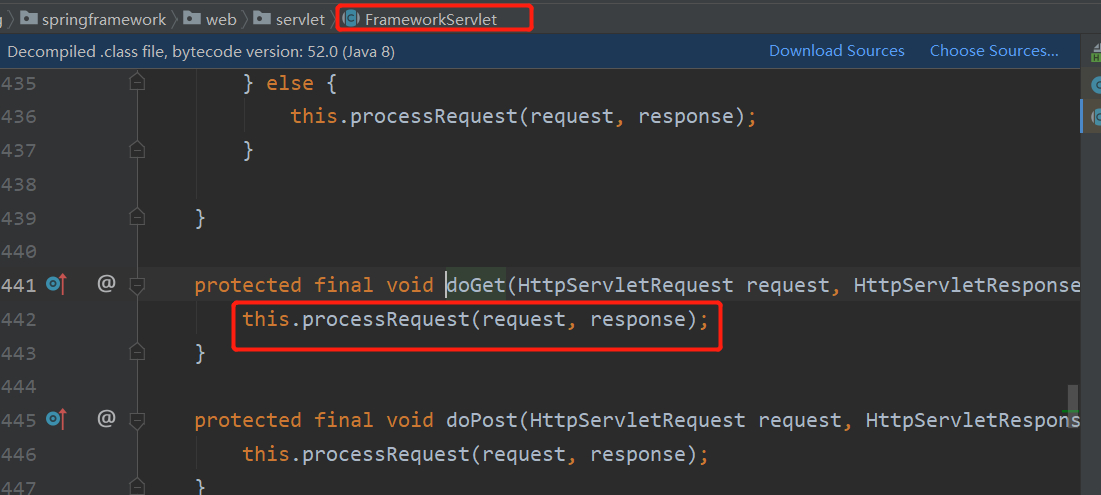 springframework web servlet FrameworkServlet
Decompiled .class file, bytecode version: 52.0 (Java 8) Download Sources Choose Sources...
435 } else {
436 this.processRequest(request, response);
437 }
438
439 }
440
441 @ protected final void doGet(HttpServletRequest request, HttpServletResponse
442 this.processRequest(request, response);
443 }
444
445 @ protected final void doPost(HttpServletRequest request, HttpServletRespons
446 this.processRequest(request, response);
447 }